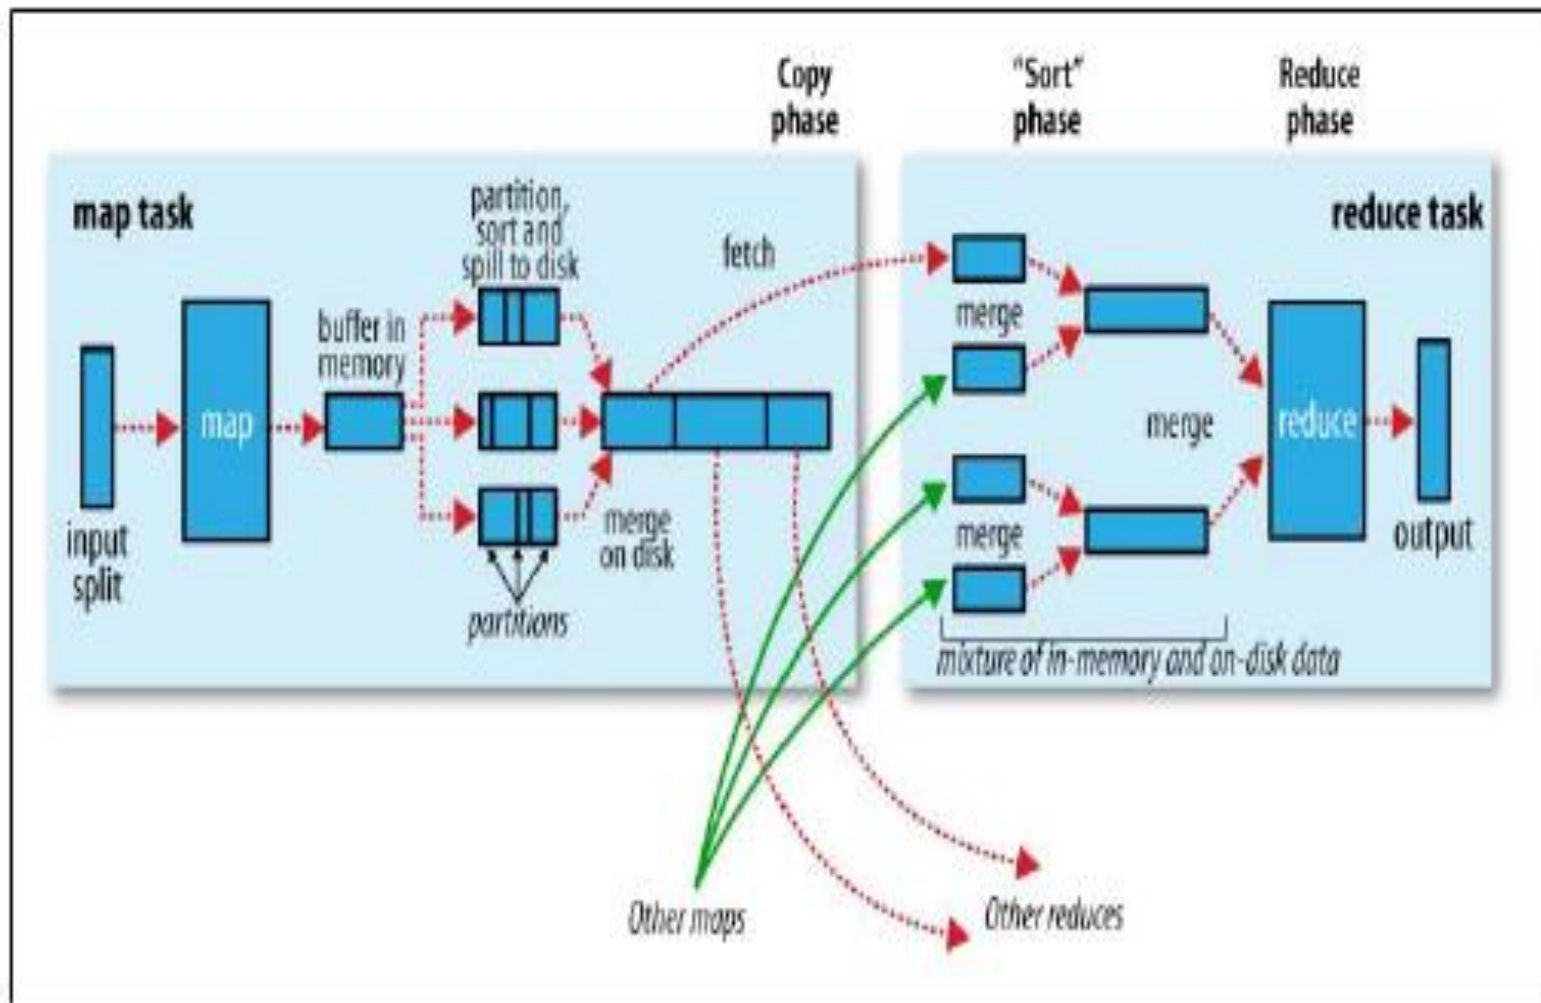 Copy
phase
"Sort"
phase
Reduce
phase
map task
partition,
sort and
spill to disk
fetch
buffer in
memory
map
input
split
merge
on disk
partitions
reduce task
merge
merge
merge
reduce
output
mixture of in-memory and on-disk data
Other maps
Other reduces